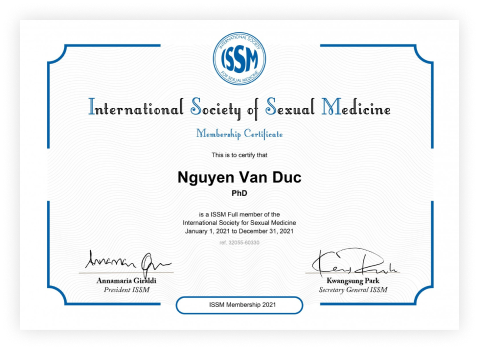 INTERNATIONAL SOCIETY
ISSM
FOR SEXUAL MEDICINE
International Society of Sexual Medicine
Membership Certificate
This is to certify that
Nguyen Van Duc
PhD
is a ISSM Full member of the
International Society for Sexual Medicine
January 1, 2021 to December 31, 2021
Annamaria Giraldi
President ISSM
Kwangsung Park
Secretary General ISSM
ISSM Membership 2021